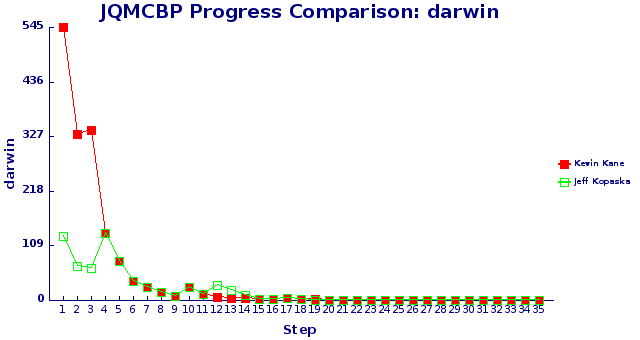 JQMCBP Progress Comparison: darwin
545
436
327
218
109
0
darwin
1 2 3 4 5 6 7 8 9 10 11 12 13 14 15 16 17 18 19 20 21 22 23 24 25 26 27 28 29 30 31 32 33 34 35
Step
Kevin Kane
Jeff Kopaska